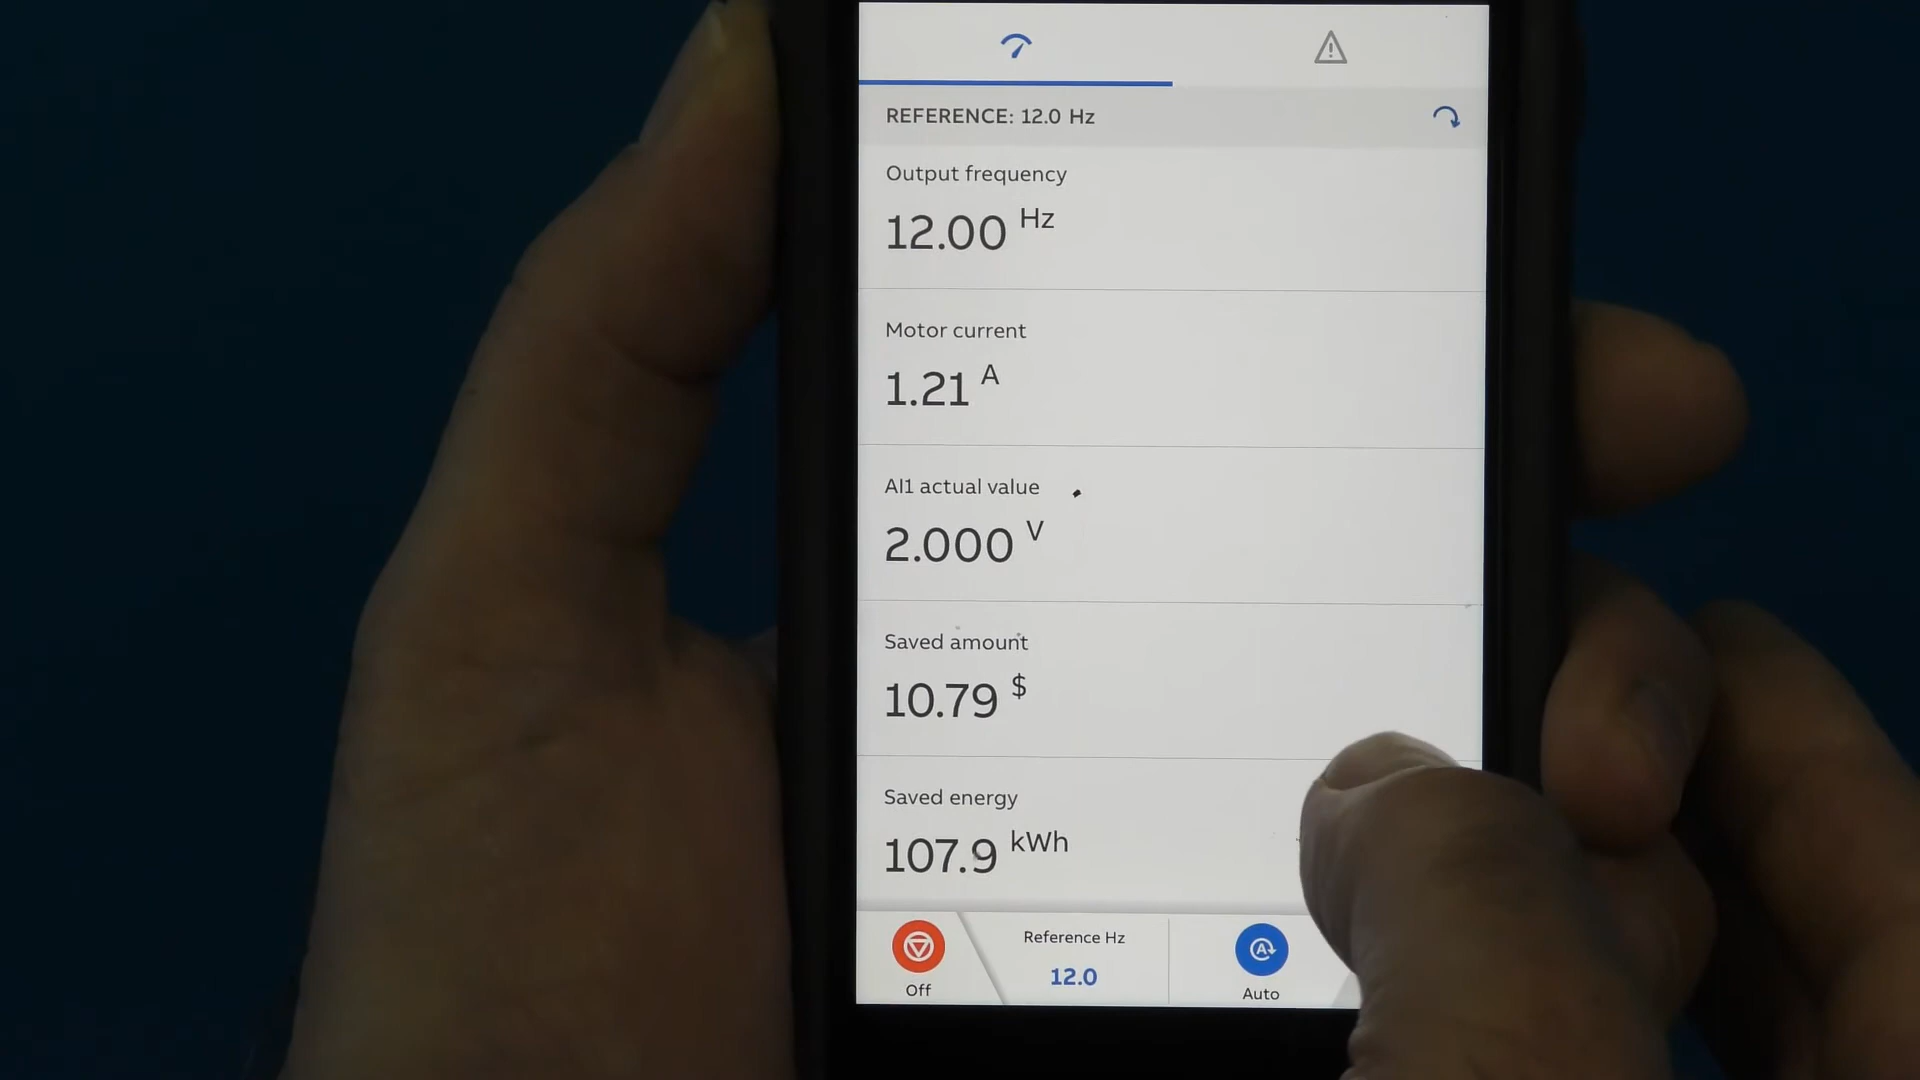 REFERENCE: 12.0 Hz
Output frequency
12.00 Hz
Motor current
1.21 A
AI1 actual value
2.000 V
Saved amount
10.79 $
Saved energy
107.9 kWh
Off
Reference Hz
12.0
A
Auto